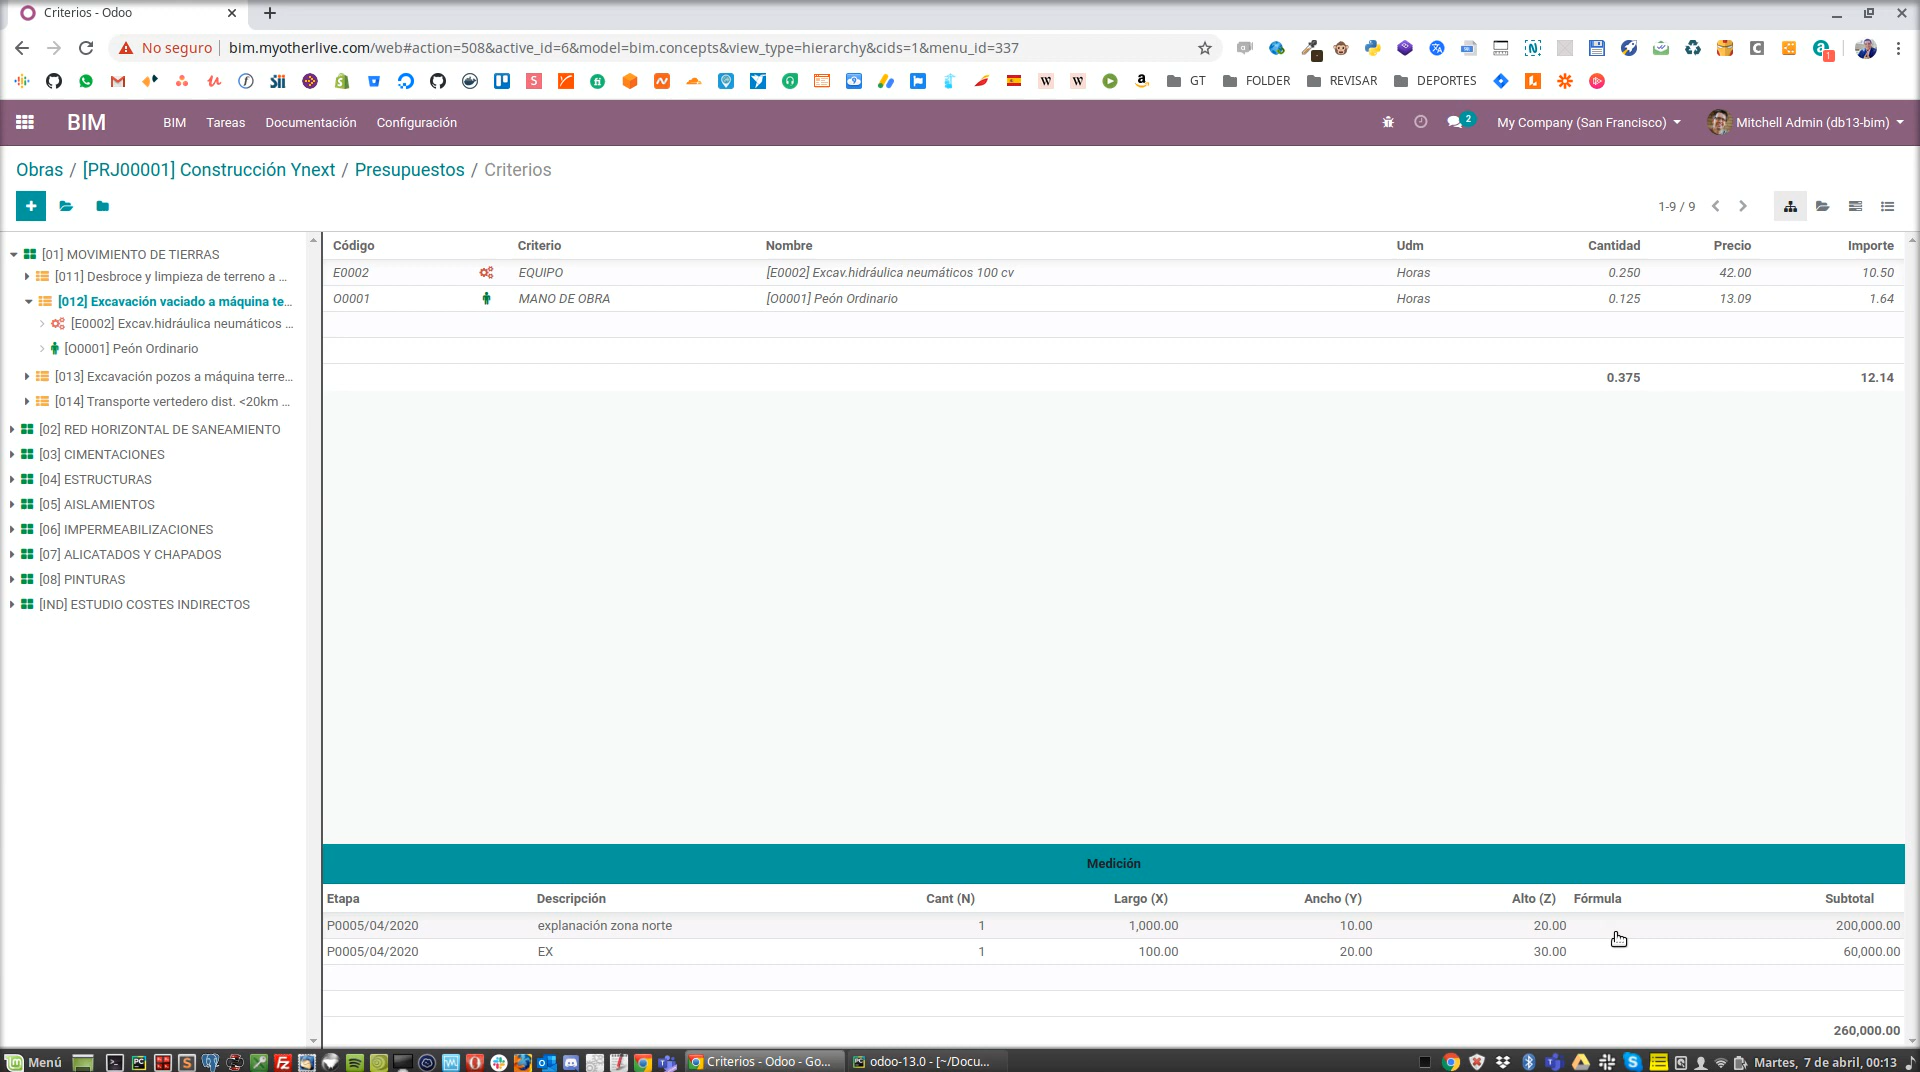 Criterios - Odoo
No seguro
bim.myotherlive.com/web#action=508&active_id=6&model=bim.concepts&view_type=hierarchy&cids=1&menu_id=337
GT FOLDER REVISAR DEPORTES
BIM BIM Tareas Documentación Configuración 2 My Company (San Francisco) Mitchell Admin (db13-bim)
Obras / [PRJ00001] Construcción Ynext / Presupuestos / Criterios
1-9 / 9
[01] MOVIMIENTO DE TIERRAS
[011] Desbroce y limpieza de terreno a ...
[012] Excavación vaciado a máquina te...
[E0002] Excav.hidráulica neumáticos ...
[O0001] Peón Ordinario
[013] Excavación pozos a máquina terre...
[014] Transporte vertedero dist. <20km ...
[02] RED HORIZONTAL DE SANEAMIENTO
[03] CIMENTACIONES
[04] ESTRUCTURAS
[05] AISLAMIENTOS
[06] IMPERMEABILIZACIONES
[07] ALICATADOS Y CHAPADOS
[08] PINTURAS
[IND] ESTUDIO COSTES INDIRECTOS
Código Criterio Nombre Udm Cantidad Precio Importe
E0002 EQUIPO [E0002] Excav.hidráulica neumáticos 100 cv Horas 0.250 42.00 10.50
O0001 MANO DE OBRA [O0001] Peón Ordinario Horas 0.125 13.09 1.64
0.375 12.14
Medición
Etapa Descripción Cant (N) Largo (X) Ancho (Y) Alto (Z) Fórmula Subtotal
P0005/04/2020 explanación zona norte 1 1,000.00 10.00 20.00 200,000.00
P0005/04/2020 EX 1 100.00 20.00 30.00 60,000.00
260,000.00
Menú Criterios - Odoo - Go... odoo-13.0 - [~/Docu... Martes, 7 de abril, 00:13